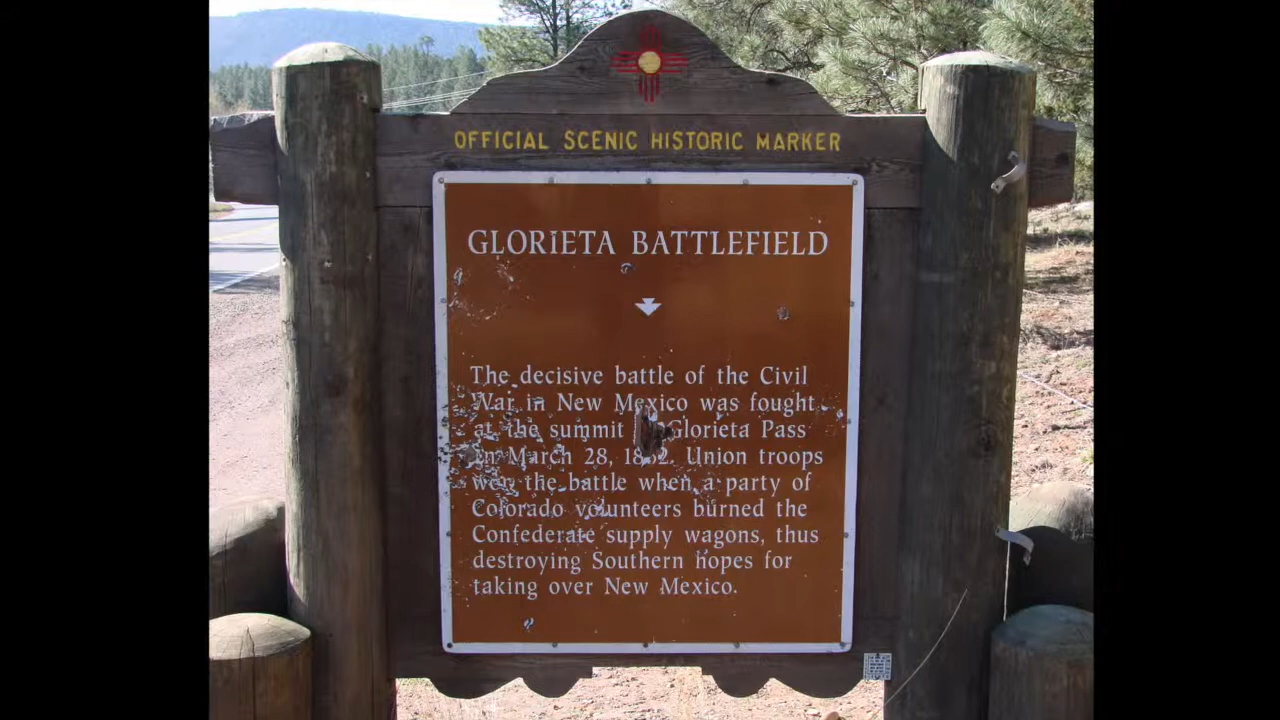 OFFICIAL SCENIC HISTORIC MARKER
GLORIETA BATTLEFIELD
The decisive battle of the Civil
War in New Mexico was fought
at the summit Glorieta Pass
on March 28, 1862. Union troops
won the battle when a party of
Colorado volunteers burned the
Confederate supply wagons, thus
destroying Southern hopes for
taking over New Mexico.